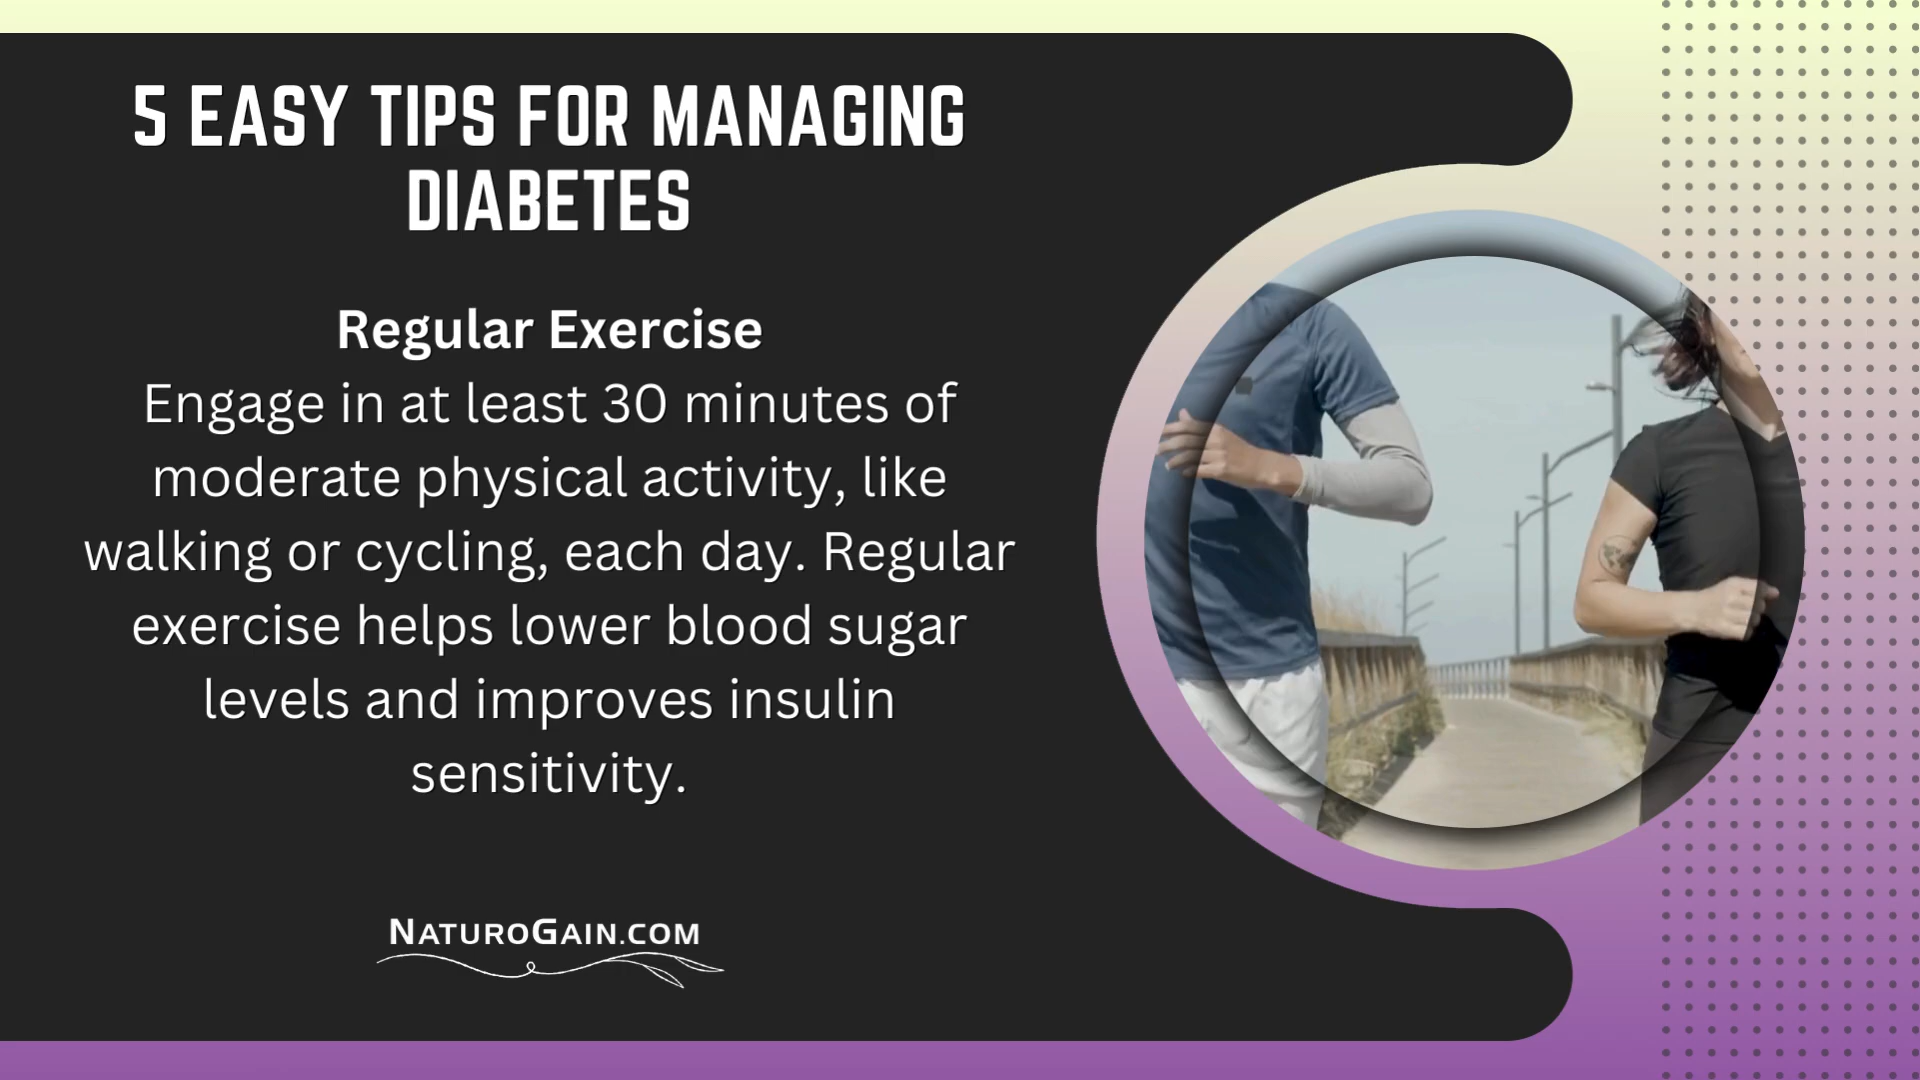 5 EASY TIPS FOR MANAGING
DIABETES
Regular Exercise
Engage in at least 30 minutes of
moderate physical activity, like
walking or cycling, each day. Regular
exercise helps lower blood sugar
levels and improves insulin
sensitivity.
NATUROGAIN.COM